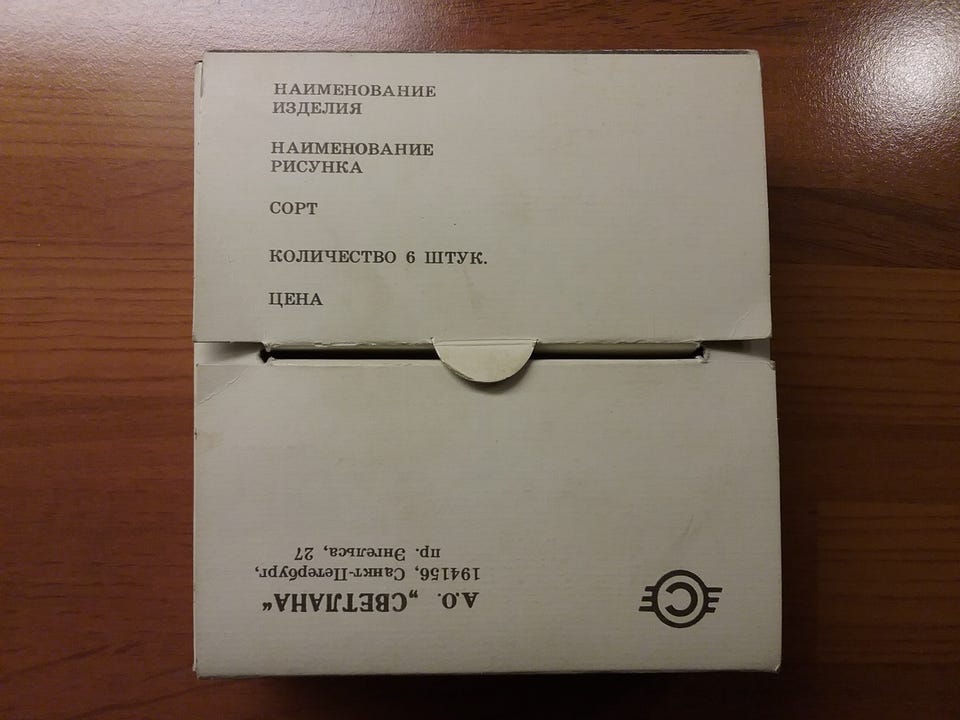 НАИМЕНОВАНИЕ
ИЗДЕЛИЯ
НАИМЕНОВАНИЕ
РИСУНКА
СОРТ
КОЛИЧЕСТВО 6 ШТУК.
ЦЕНА
А.О. „СВЕТЛАНА“
194156, Санкт-Петербург,
пр. Энгельса, 27
С